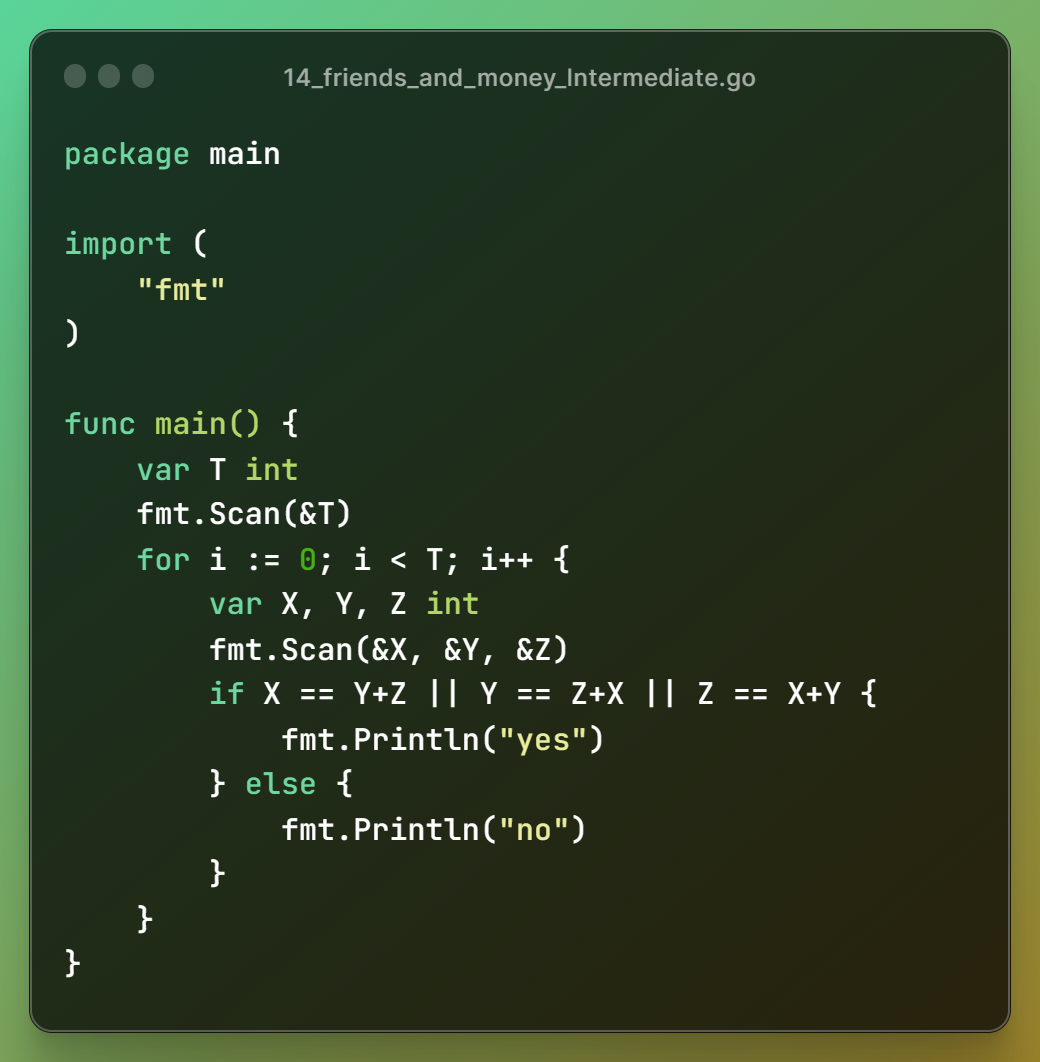 14_friends_and_money_Intermediate.go
package main
import (
    "fmt"
)
func main() {
    var T int
    fmt.Scan(&T)
    for i := 0; i < T; i++ {
        var X, Y, Z int
        fmt.Scan(&X, &Y, &Z)
        if X == Y+Z || Y == Z+X || Z == X+Y {
            fmt.Println("yes")
        } else {
            fmt.Println("no")
        }
    }
}